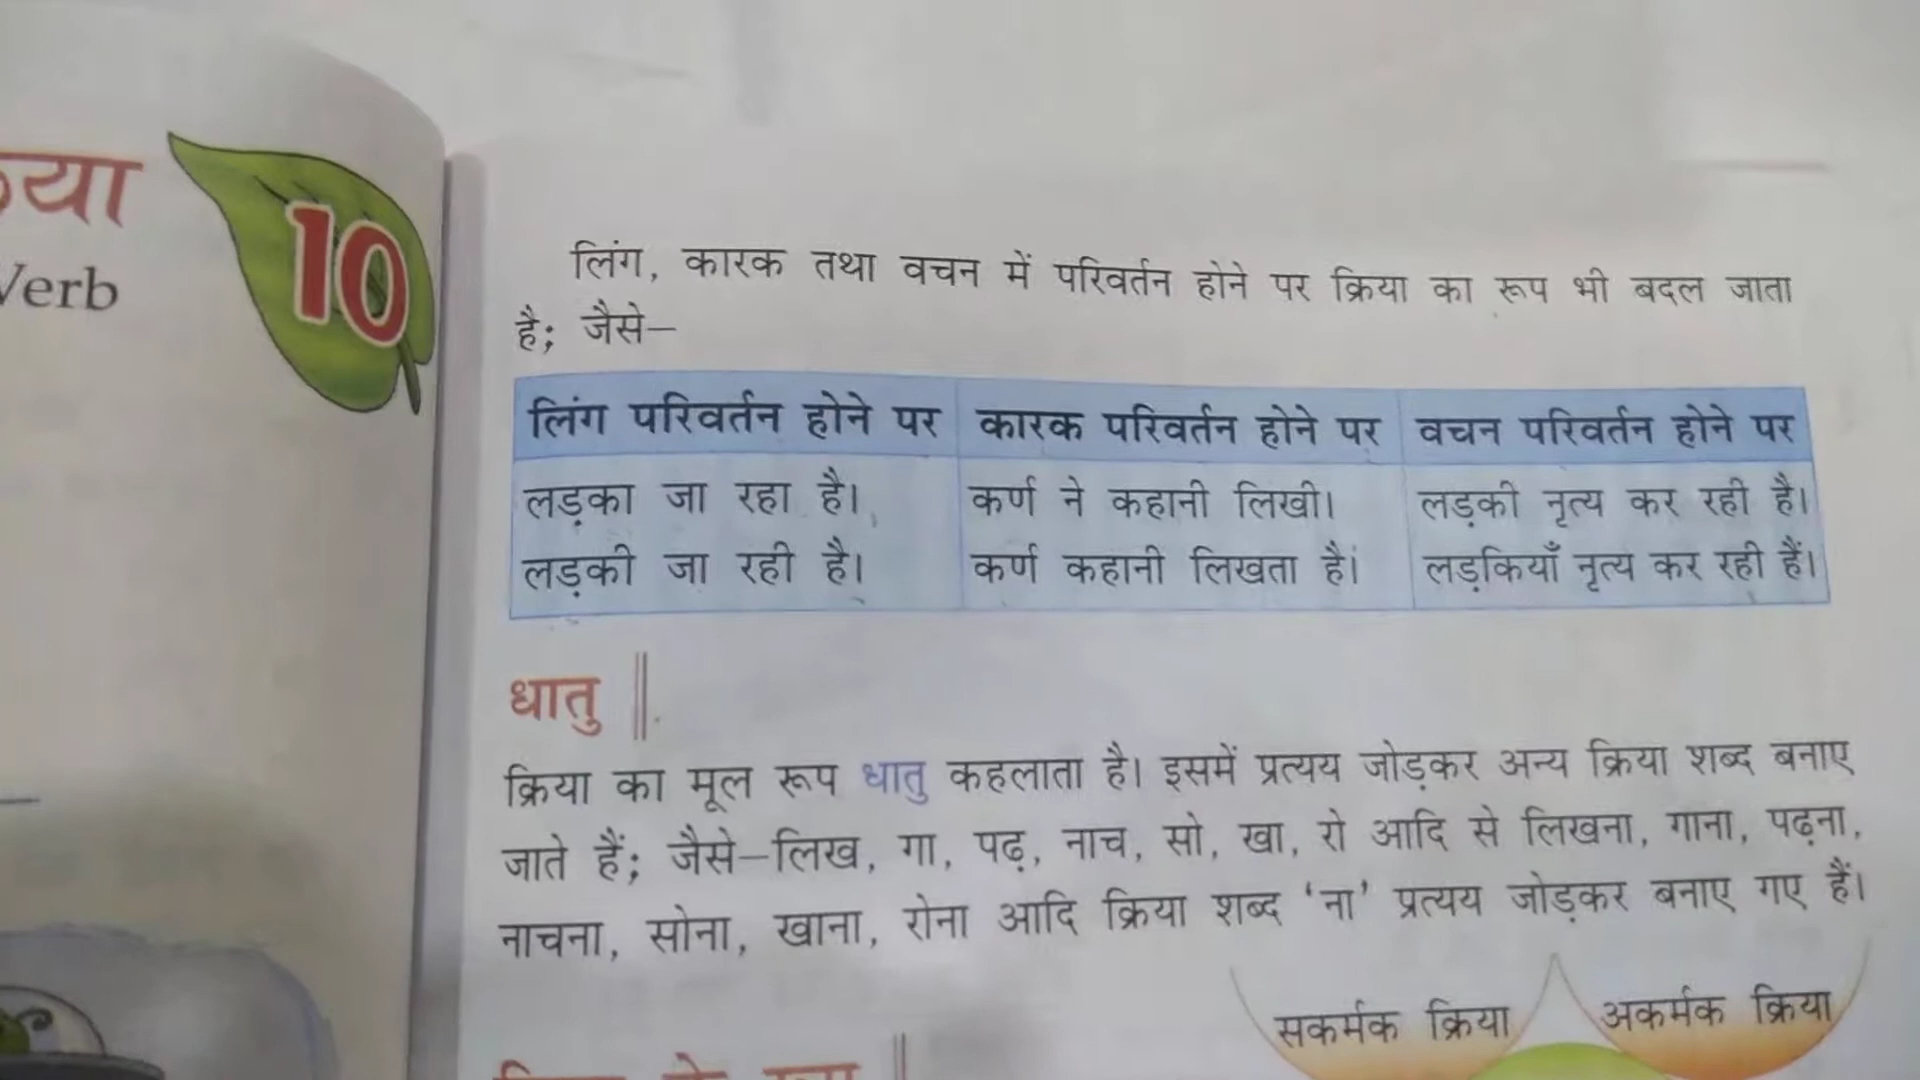 Verb
10
लिंग, कारक तथा वचन में परिवर्तन होने पर क्रिया का रूप भी बदल जाता
है; जैसे—
लिंग परिवर्तन होने पर कारक परिवर्तन होने पर वचन परिवर्तन होने पर
लड़का जा रहा है। कर्ण ने कहानी लिखी। लड़की नृत्य कर रही है।
लड़की जा रही है। कर्ण कहानी लिखता है। लड़कियाँ नृत्य कर रही हैं।
धातु
क्रिया का मूल रूप धातु कहलाता है। इसमें प्रत्यय जोड़कर अन्य क्रिया शब्द बनाए
जाते हैं; जैसे—लिख, गा, पढ़, नाच, सो, खा, रो आदि से लिखना, गाना, पढ़ना,
नाचना, सोना, खाना, रोना आदि क्रिया शब्द ‘ना’ प्रत्यय जोड़कर बनाए गए हैं।
सकर्मक क्रिया अकर्मक क्रिया